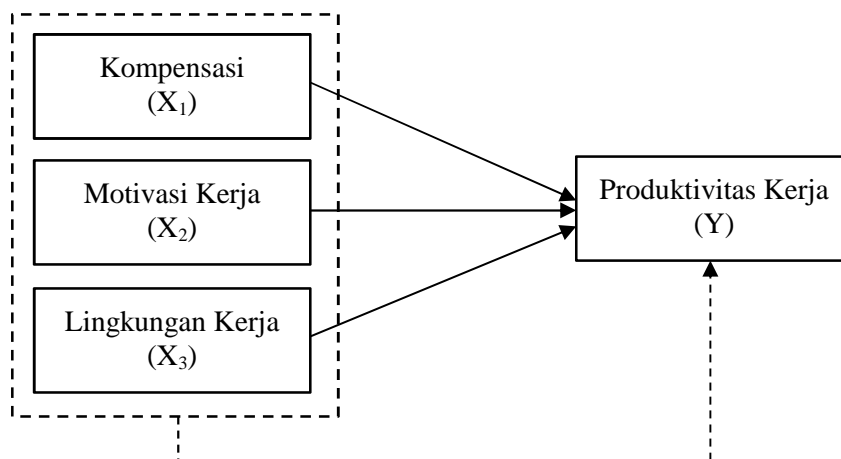 Kompensasi
(X₁)
Motivasi Kerja
(X₂)
Lingkungan Kerja
(X₃)
Produktivitas Kerja
(Y)